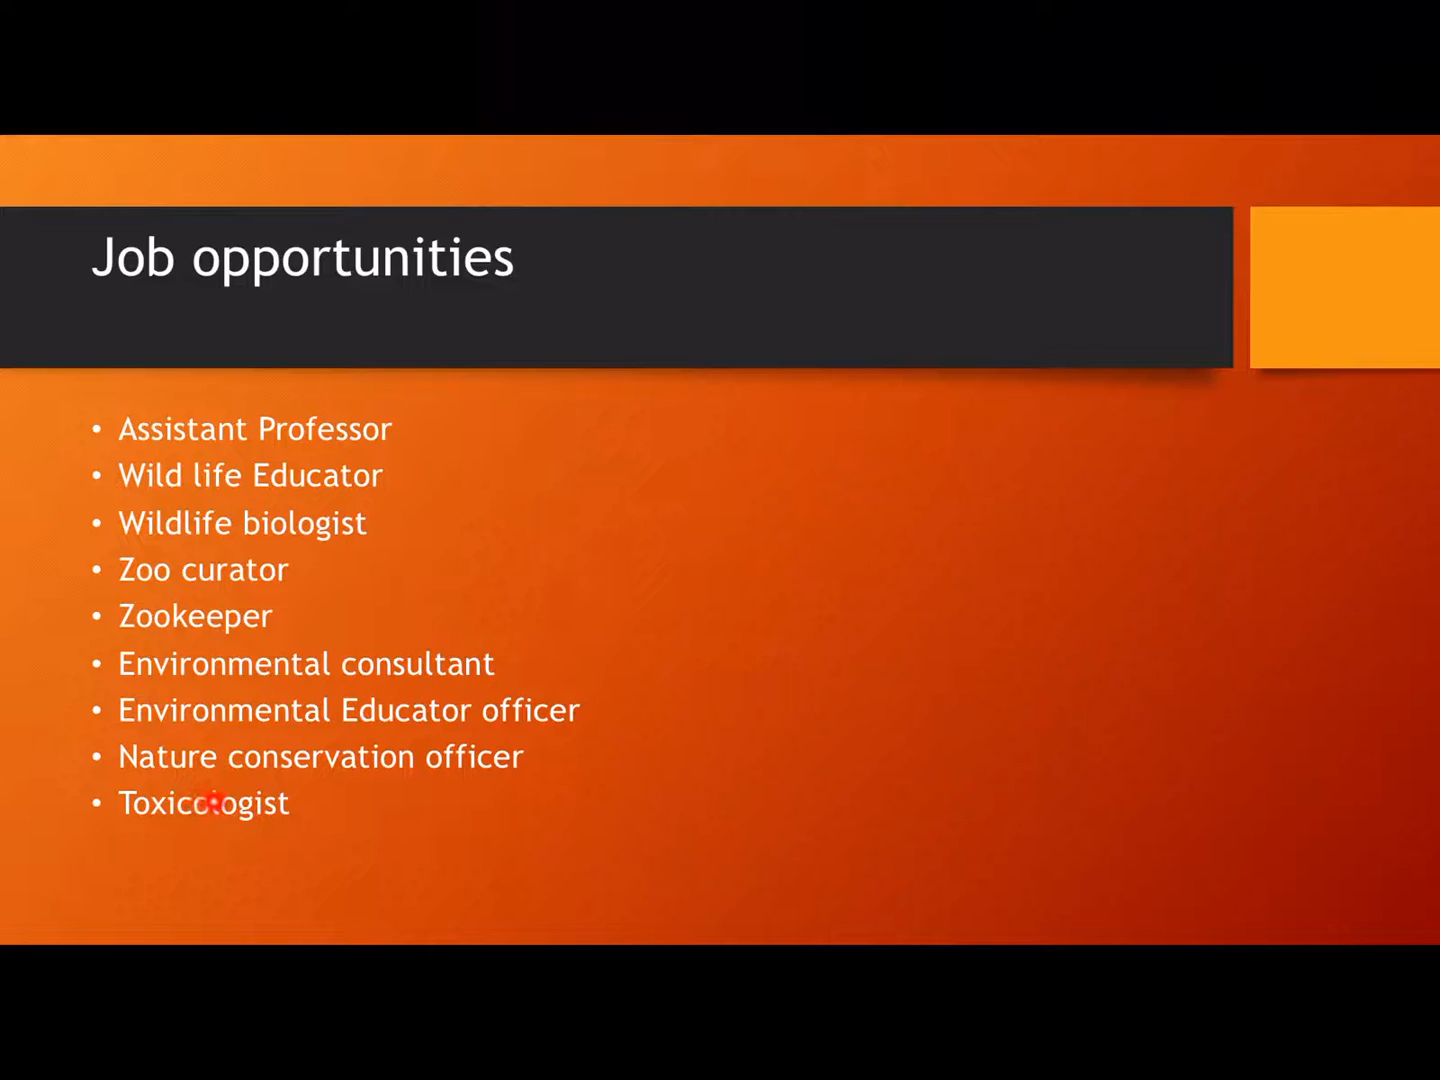 Job opportunities
• Assistant Professor
• Wild life Educator
• Wildlife biologist
• Zoo curator
• Zookeeper
• Environmental consultant
• Environmental Educator officer
• Nature conservation officer
• Toxicologist